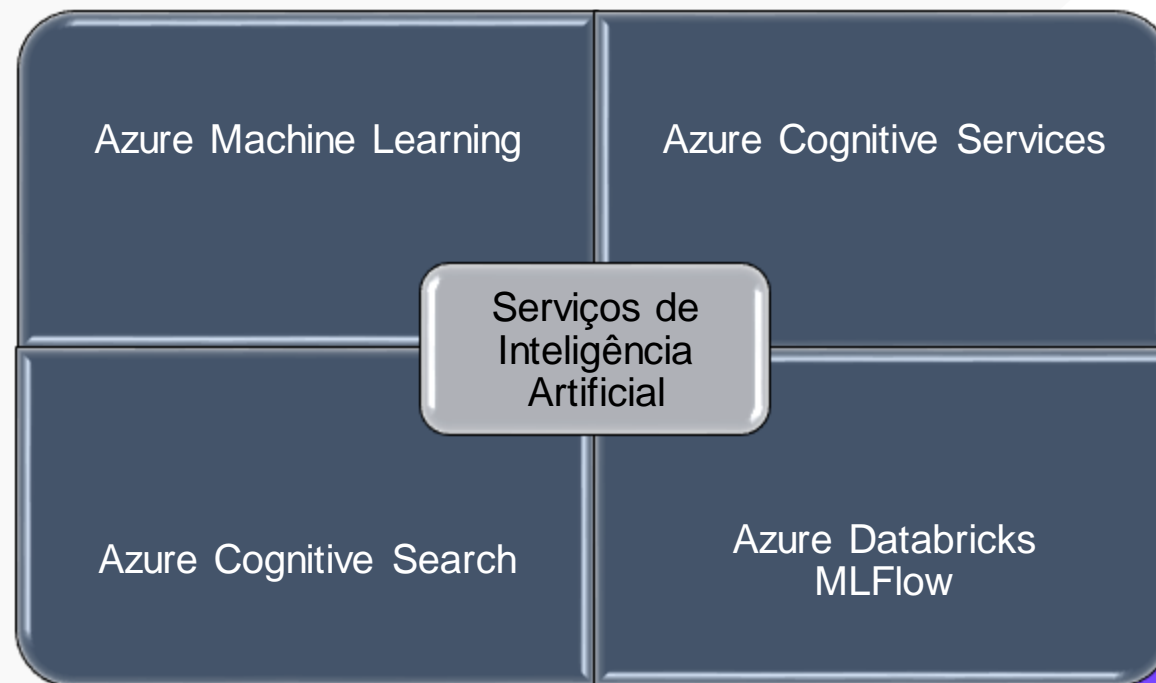 Azure Machine Learning
Azure Cognitive Services
Serviços de
Inteligência
Artificial
Azure Cognitive Search
Azure Databricks
MLFlow